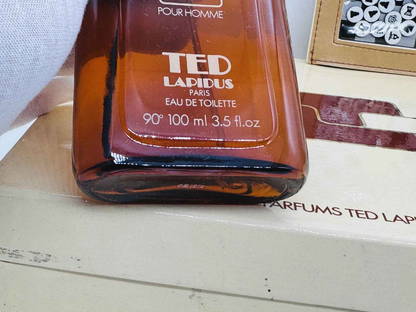 POUR HOMME
TED
LAPIDUS
PARIS
EAU DE TOILETTE
90° 100 ml 3.5 fl.oz
PARFUMS TED LAP